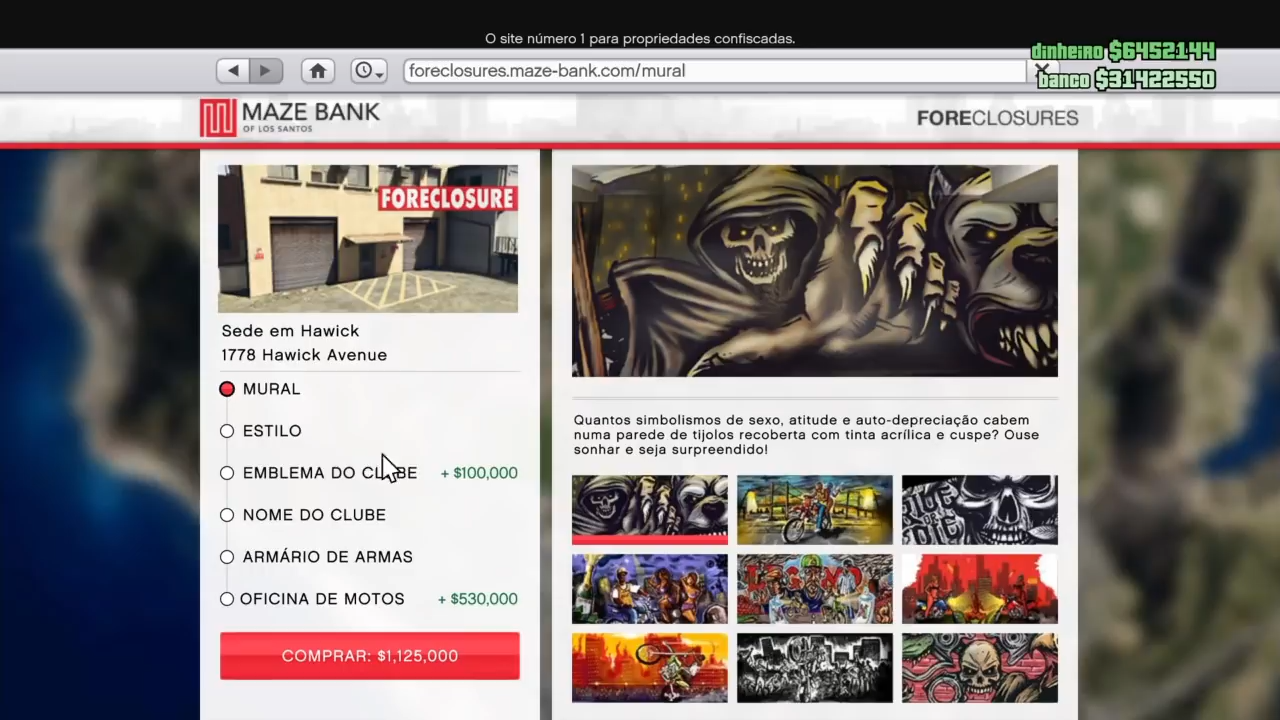 O site número 1 para propriedades confiscadas.
dinheiro $6452144
foreclosures.maze-bank.com/mural
banco $31422550
MAZE BANK
OF LOS SANTOS
FORECLOSURES
FORECLOSURE
Sede em Hawick
1778 Hawick Avenue
MURAL
ESTILO
EMBLEMA DO CLUBE + $100,000
NOME DO CLUBE
ARMÁRIO DE ARMAS
OFICINA DE MOTOS + $530,000
COMPRAR: $1,125,000
Quantos simbolismos de sexo, atitude e auto-depreciação cabem
numa parede de tijolos recoberta com tinta acrílica e cuspe? Ouse
sonhar e seja surpreendido!
RIDE
OR
DIE